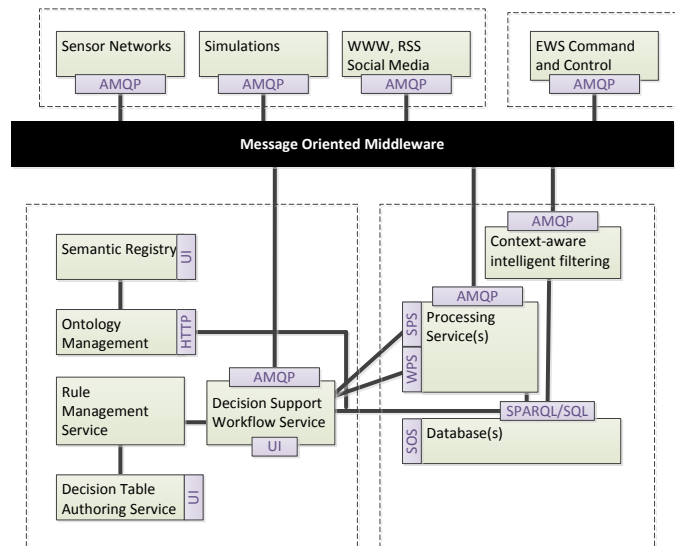 Sensor Networks
AMQP
Simulations
AMQP
WWW, RSS
Social Media
AMQP
EWS Command
and Control
AMQP
Message Oriented Middleware
Semantic Registry
UI
Ontology
Management
HTTP
Rule
Management
Service
Decision Table
Authoring Service
UI
AMQP
Decision Support
Workflow Service
UI
AMQP
Context-aware
intelligent filtering
AMQP
SPS
Processing
Service(s)
WPS
SPARQL/SQL
SOS
Database(s)